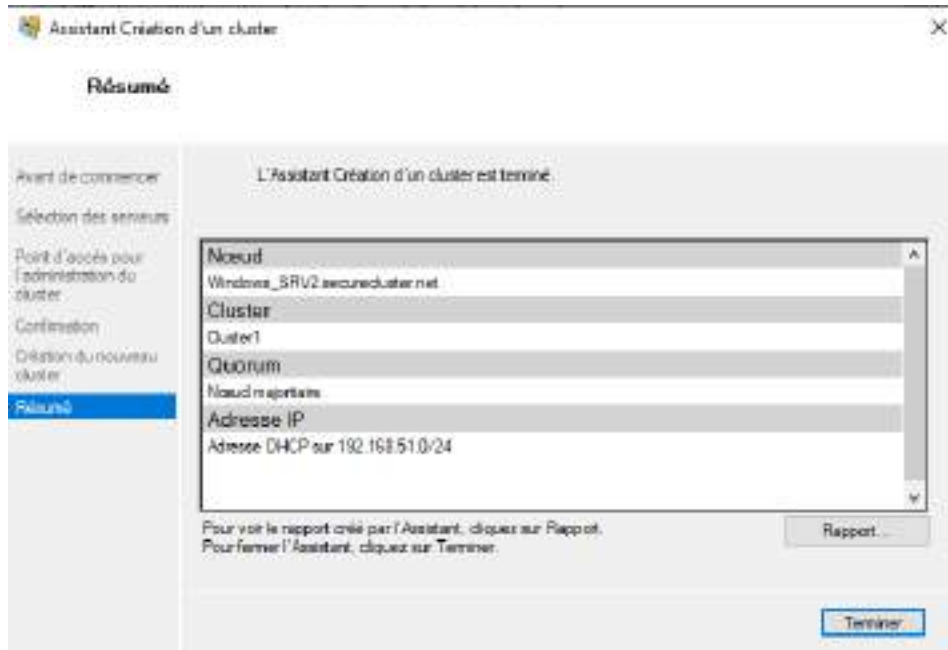 Assistant Création d'un cluster
Résumé
Avant de commencer
Sélection des serveurs
Point d'accès pour
l'administration du
cluster
Confirmation
Création du nouveau
cluster
Résumé
L'Assistant Création d'un cluster est terminé
Nœud
Windows_SRV2.securecluster.net
Cluster
Cluster1
Quorum
Nœud majoritaire
Adresse IP
Adresse DHCP sur 192.168.51.0/24
Pour voir le rapport créé par l'Assistant, cliquez sur Rapport.
Pour fermer l'Assistant, cliquez sur Terminer.
Rapport...
Terminer